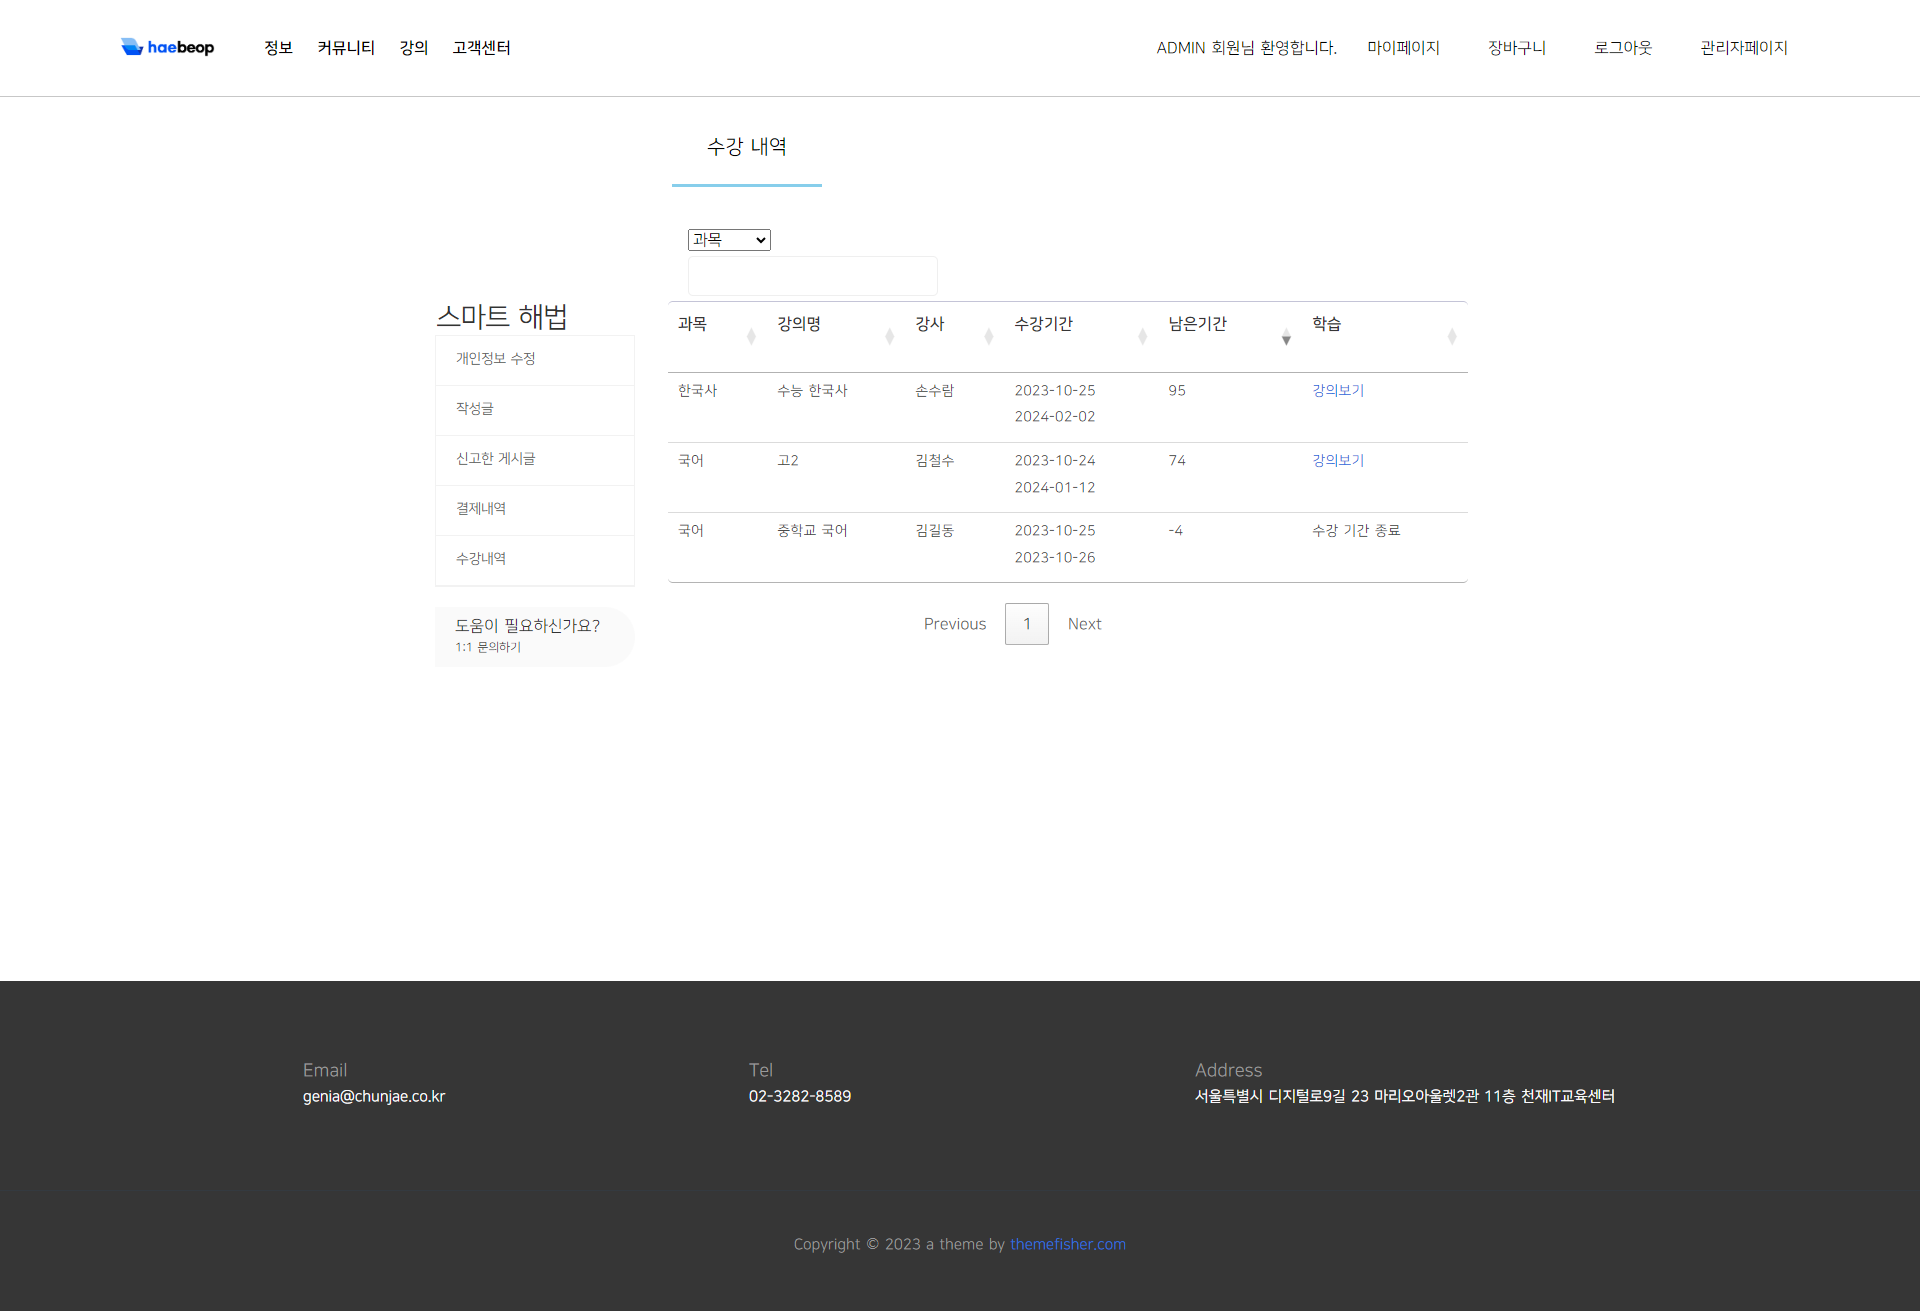 haebeop
정보 커뮤니티 강의 고객센터
ADMIN 회원님 환영합니다. 마이페이지 장바구니 로그아웃 관리자페이지
수강 내역
과목
스마트 해법
개인정보 수정
작성글
신고한 게시글
결제내역
수강내역
도움이 필요하신가요?
1:1 문의하기
과목 강의명 강사 수강기간 남은기간 학습
한국사 수능 한국사 손수람 2023-10-25 95 강의보기
2024-02-02
국어 고2 김철수 2023-10-24 74 강의보기
2024-01-12
국어 중학교 국어 김길동 2023-10-25 -4 수강 기간 종료
2023-10-26
Previous 1 Next
Email
genia@chunjae.co.kr
Tel
02-3282-8589
Address
서울특별시 디지털로9길 23 마리오아울렛2관 11층 천재IT교육센터
Copyright © 2023 a theme by themefisher.com